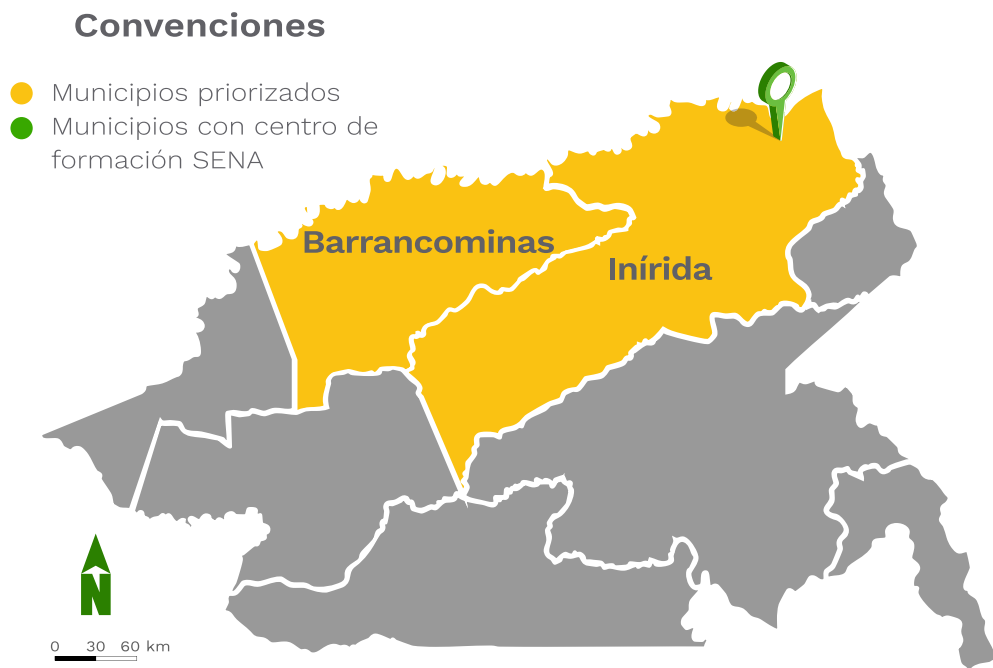 Convenciones
Municipios priorizados
Municipios con centro de
formación SENA
Barrancominas
Inírida
N
0 30 60 km